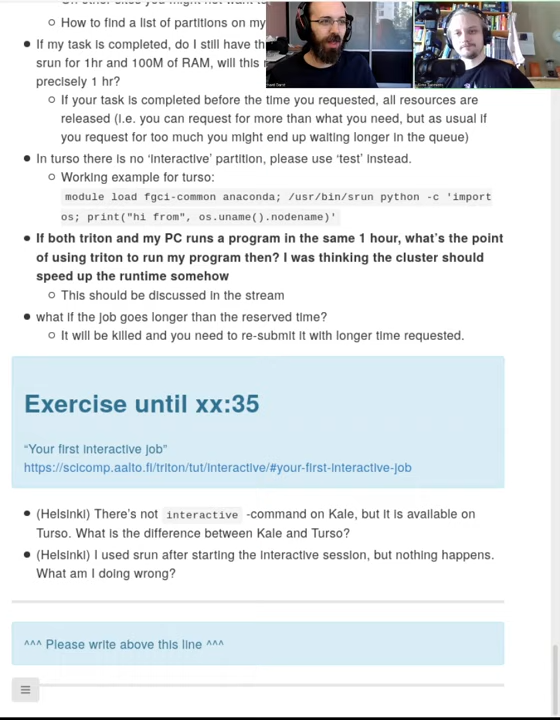 How to find a list of partitions on my
If my task is completed, do I still have th
srun for 1hr and 100M of RAM, will this
precisely 1 hr?
If your task is completed before the time you requested, all resources are
released (i.e. you can request for more than what you need, but as usual if
you request for too much you might end up waiting longer in the queue)
In turso there is no 'interactive' partition, please use 'test' instead.
Working example for turso:
module load fgci-common anaconda; /usr/bin/srun python -c 'import
os; print("hi from", os.uname().nodename)'
If both triton and my PC runs a program in the same 1 hour, what's the point
of using triton to run my program then? I was thinking the cluster should
speed up the runtime somehow
This should be discussed in the stream
what if the job goes longer than the reserved time?
It will be killed and you need to re-submit it with longer time requested.
Exercise until xx:35
"Your first interactive job"
https://scicomp.aalto.fi/triton/tut/interactive/#your-first-interactive-job
(Helsinki) There's not interactive -command on Kale, but it is available on
Turso. What is the difference between Kale and Turso?
(Helsinki) I used srun after starting the interactive session, but nothing happens.
What am I doing wrong?
^^^ Please write above this line ^^^